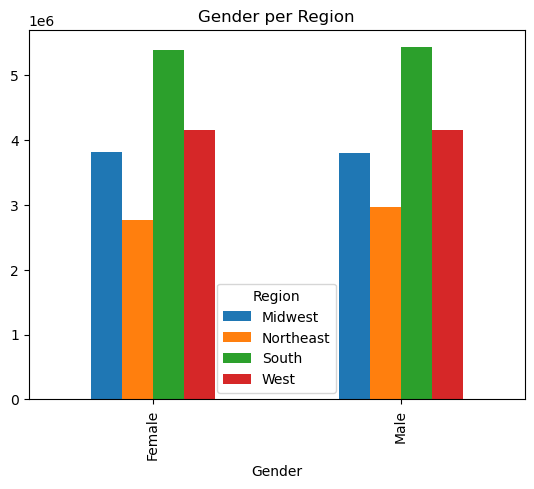 Gender per Region
1e6
5
4
3
2
1
0
Region
Midwest
Northeast
South
West
Female
Male
Gender